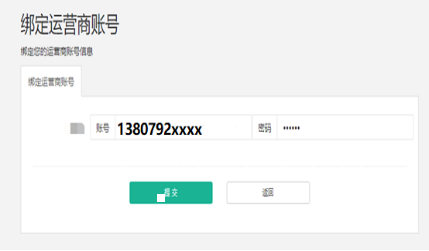 绑定运营商账号
绑定您的运营商账号信息
绑定运营商账号
账号 1380792xxxx 密码 ••••••
提 交 返回